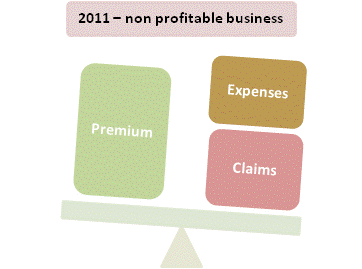 2011 – non profitable business
Expenses
Premium
Claims